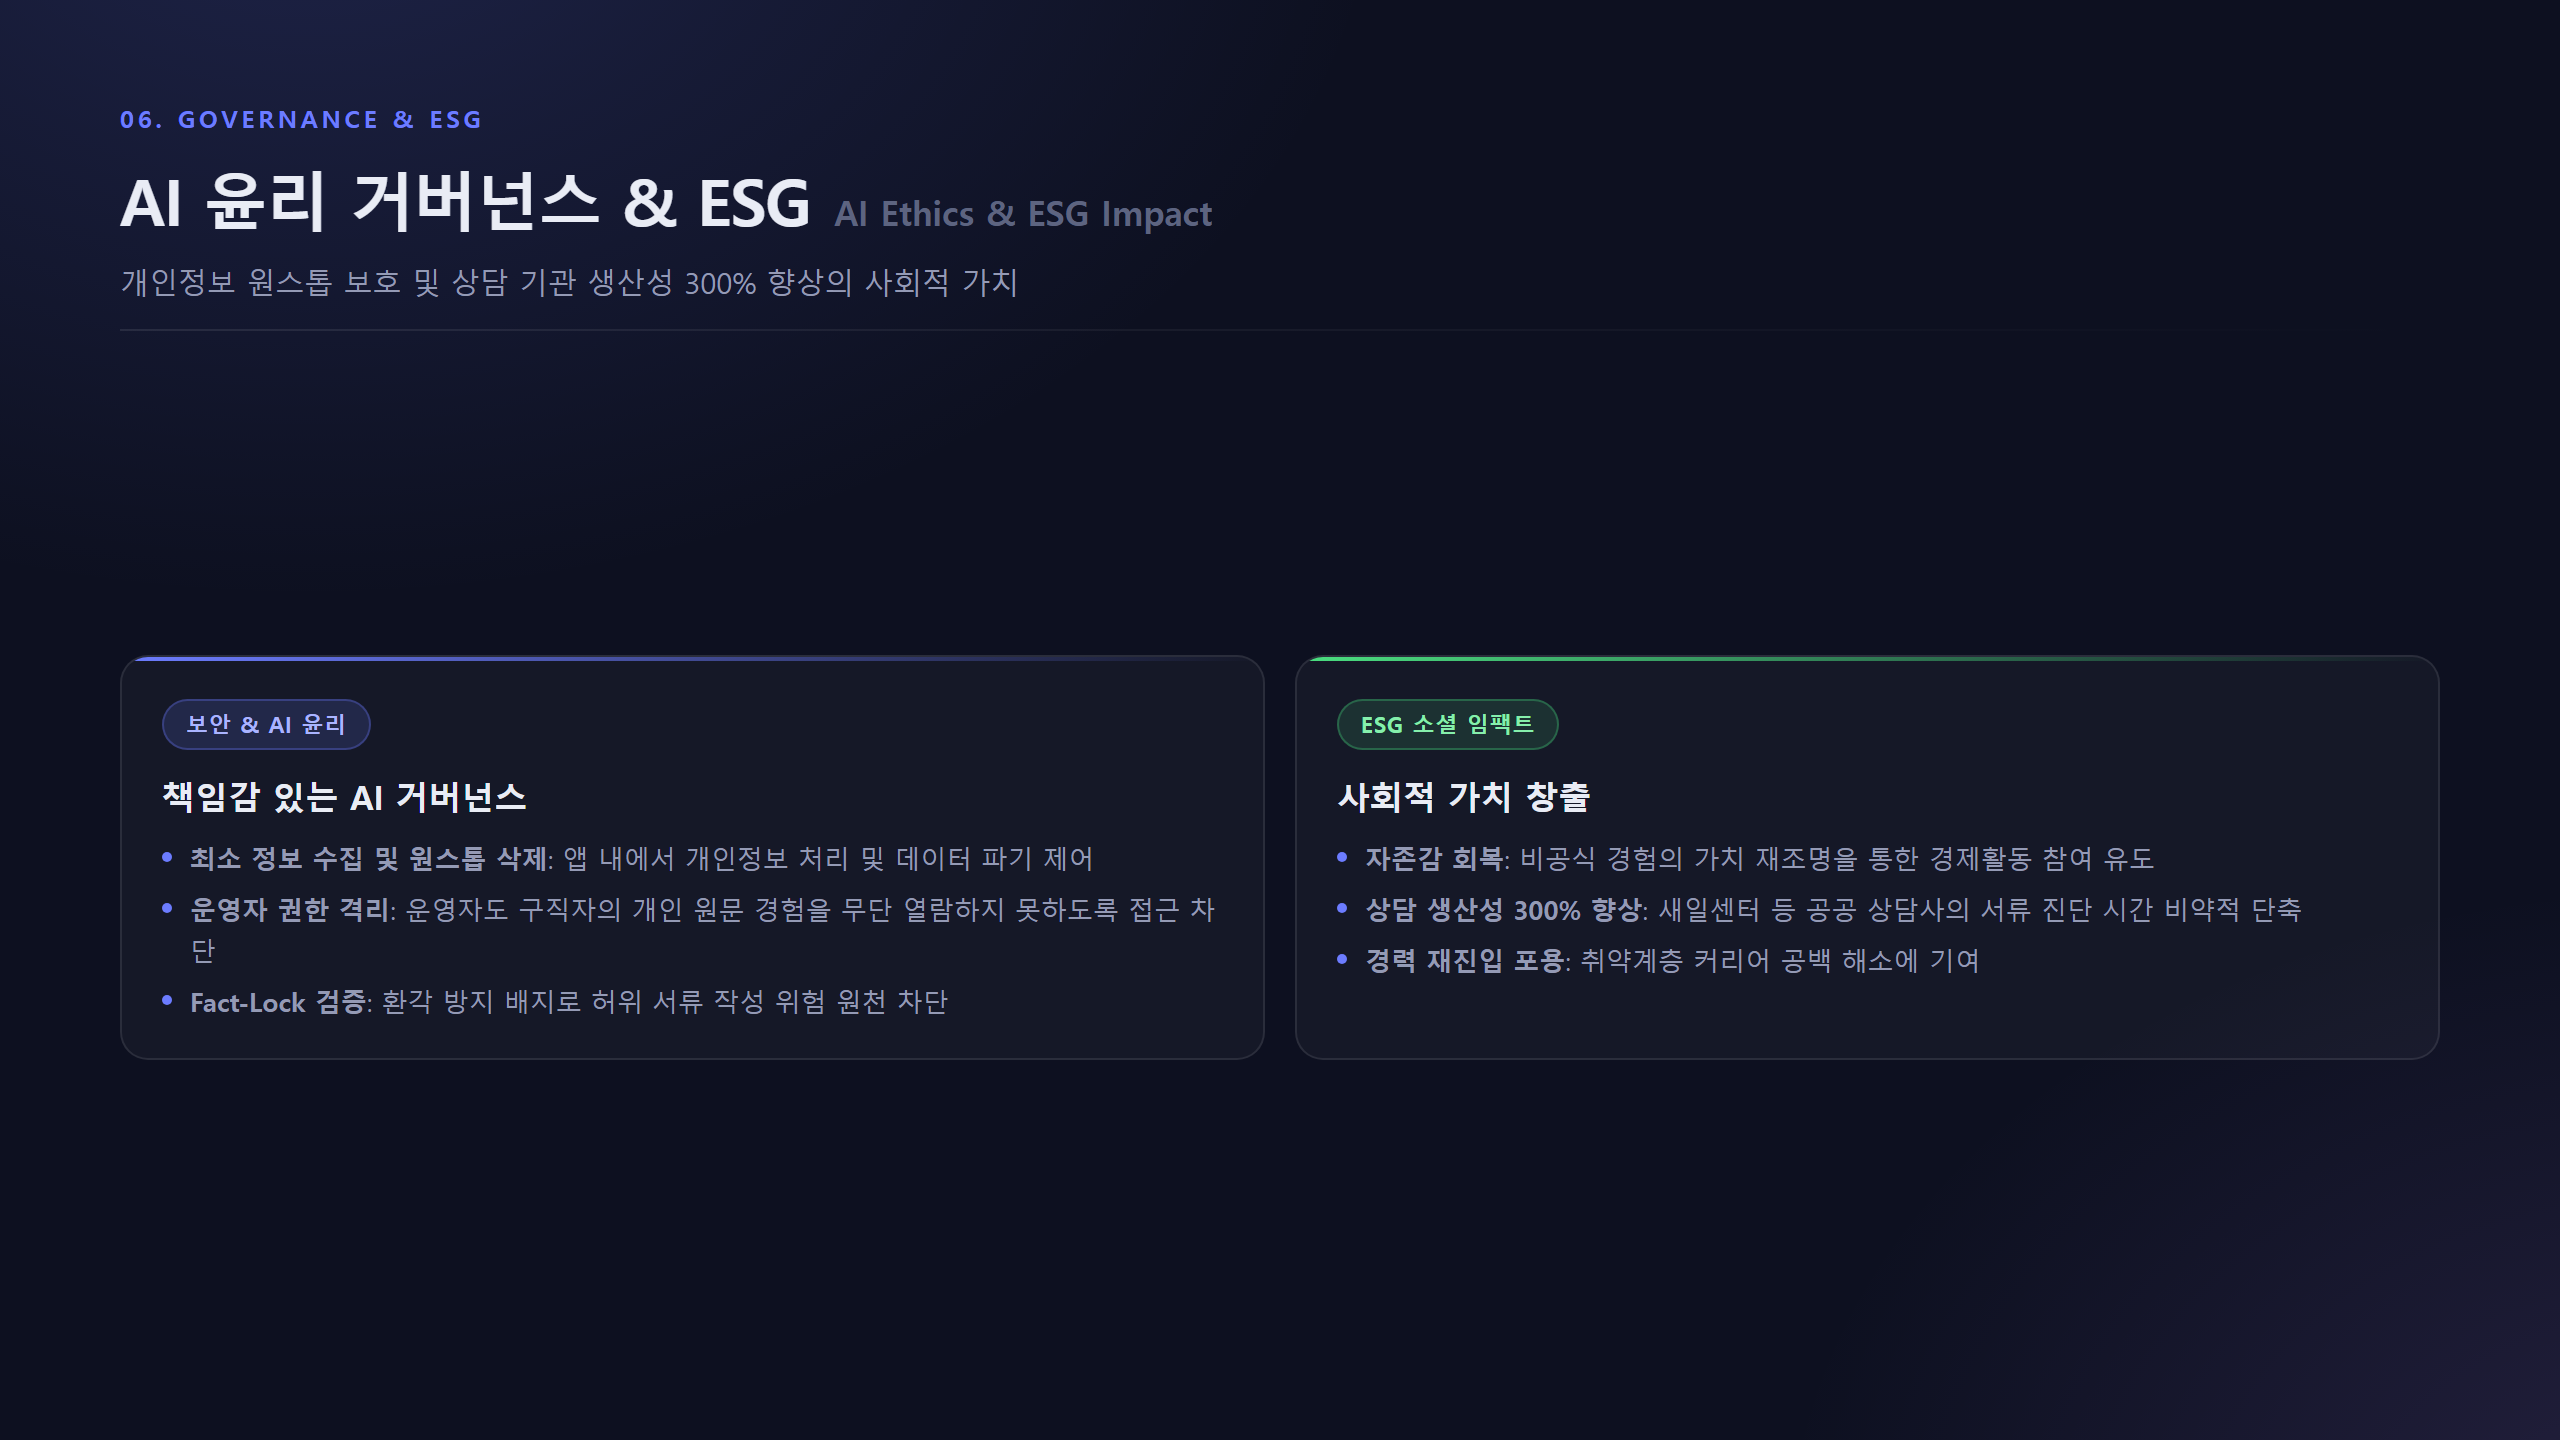 06. GOVERNANCE & ESG
AI 윤리 거버넌스 & ESG AI Ethics & ESG Impact
개인정보 원스톱 보호 및 상담 기관 생산성 300% 향상의 사회적 가치
보안 & AI 윤리
책임감 있는 AI 거버넌스
최소 정보 수집 및 원스톱 삭제: 앱 내에서 개인정보 처리 및 데이터 파기 제어
운영자 권한 격리: 운영자도 구직자의 개인 원문 경험을 무단 열람하지 못하도록 접근 차
단
Fact-Lock 검증: 환각 방지 배지로 허위 서류 작성 위험 원천 차단
ESG 소셜 임팩트
사회적 가치 창출
자존감 회복: 비공식 경험의 가치 재조명을 통한 경제활동 참여 유도
상담 생산성 300% 향상: 새일센터 등 공공 상담사의 서류 진단 시간 비약적 단축
경력 재진입 포용: 취약계층 커리어 공백 해소에 기여